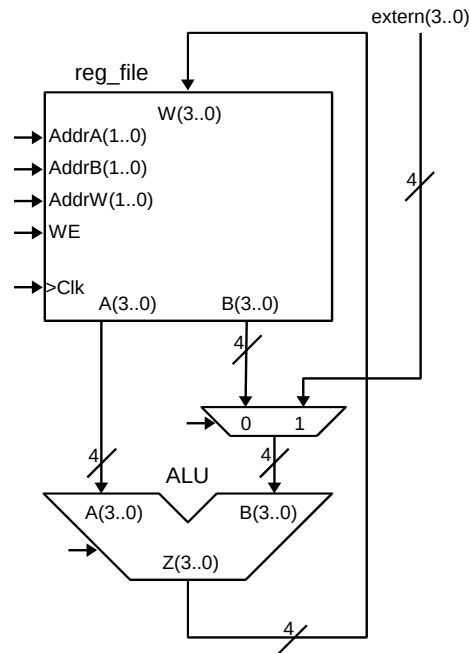 extern(3..0)
reg_file
W(3..0)
AddrA(1..0)
AddrB(1..0)
AddrW(1..0)
WE
>Clk
A(3..0) B(3..0)
4
4
0 1
4 4
ALU
A(3..0) B(3..0)
Z(3..0)
4